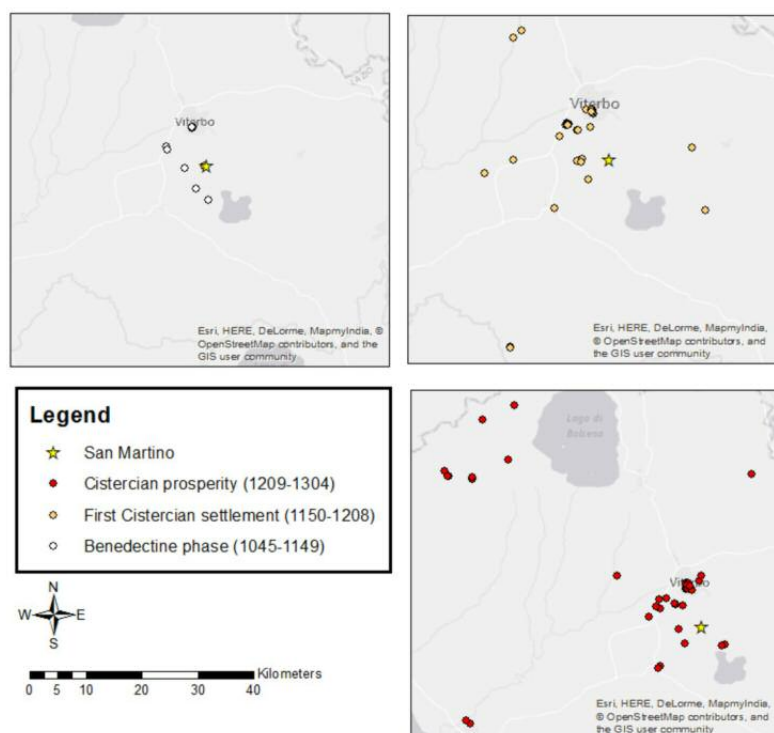 Viterbo
Esri, HERE, DeLorme, MapmyIndia, ©
OpenStreetMap contributors, and the
GIS user community
Viterbo
Esri, HERE, DeLorme, MapmyIndia,
© OpenStreetMap contributors, and
the GIS user community
Legend
San Martino
Cistercian prosperity (1209-1304)
First Cistercian settlement (1150-1208)
Benedectine phase (1045-1149)
N
W
E
S
Kilometers
0 5 10 20 30 40
Lago di
Bolsena
Viterbo
Esri, HERE, DeLorme, MapmyIndia,
© OpenStreetMap contributors, and
the GIS user community